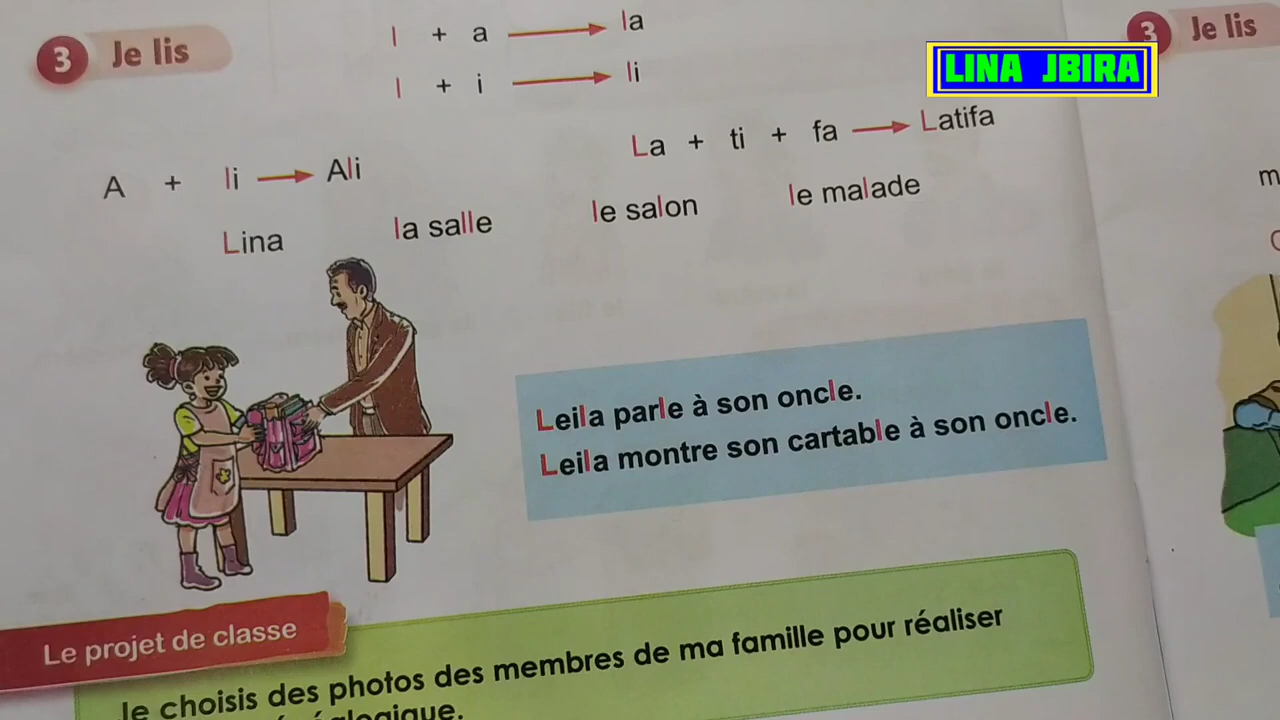 3 Je lis
l + a la
l + i li
A + li Ali
La + ti + fa Latifa
Lina la salle le salon le malade
Leila parle à son oncle.
Leila montre son cartable à son oncle.
Le projet de classe
Je choisis des photos des membres de ma famille pour réaliser
3 Je lis
LINA JBIRA
m